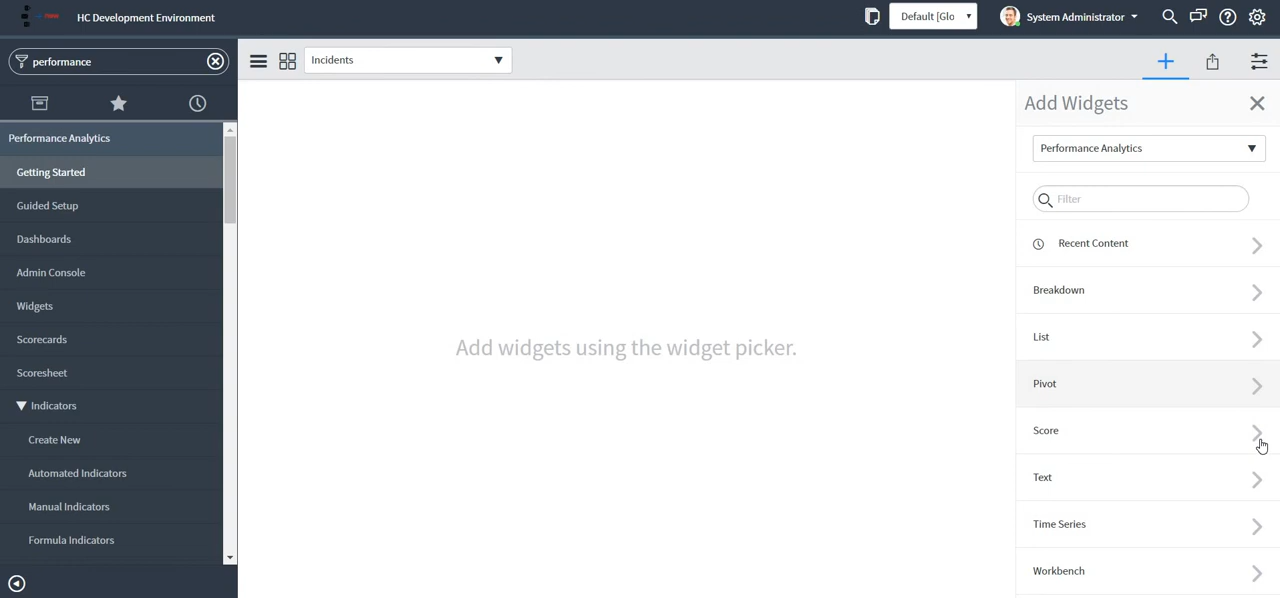 HC Development Environment
Default [Glo
System Administrator
performance
Incidents
Performance Analytics
Getting Started
Guided Setup
Dashboards
Admin Console
Widgets
Scorecards
Scoresheet
Indicators
Create New
Automated Indicators
Manual Indicators
Formula Indicators
Add widgets using the widget picker.
Add Widgets
Performance Analytics
Filter
Recent Content
Breakdown
List
Pivot
Score
Text
Time Series
Workbench